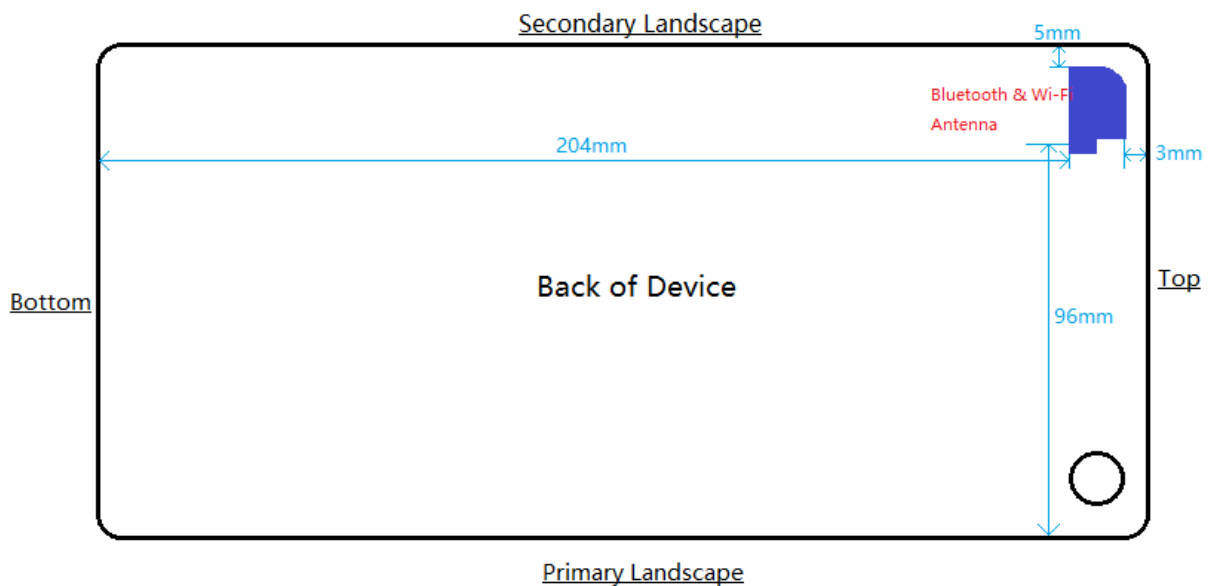 Secondary Landscape
5mm
Bluetooth & Wi-Fi
Antenna
204mm
3mm
Back of Device
Top
Bottom
96mm
Primary Landscape